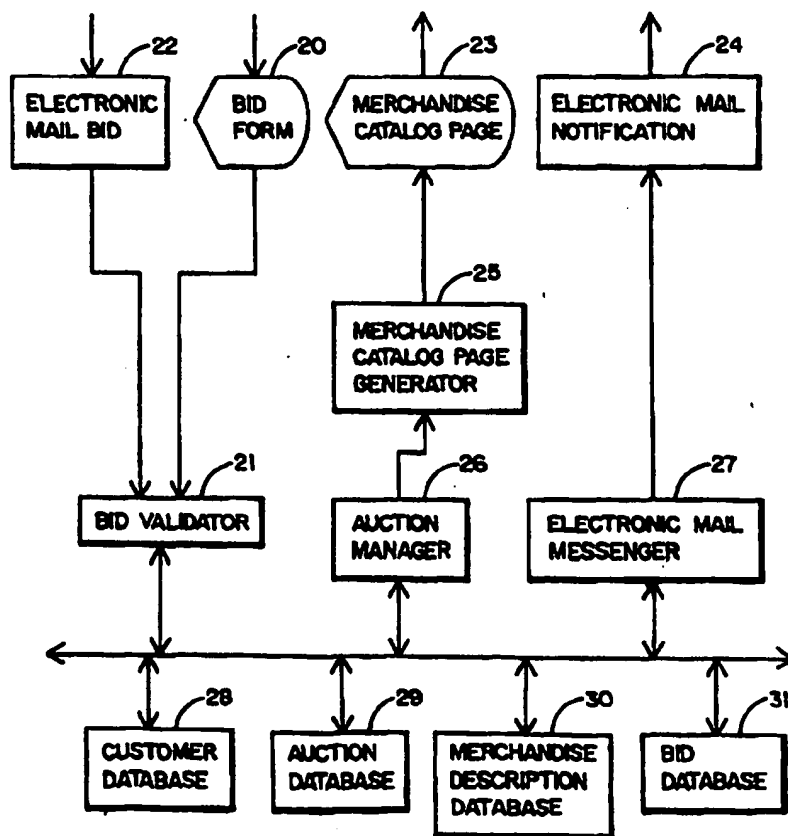 22
20
23
24
ELECTRONIC
MAIL BID
BID
FORM
MERCHANDISE
CATALOG PAGE
ELECTRONIC MAIL
NOTIFICATION
25
MERCHANDISE
CATALOG PAGE
GENERATOR
21
26
27
BID VALIDATOR
AUCTION
MANAGER
ELECTRONIC MAIL
MESSENGER
28
29
30
31
CUSTOMER
DATABASE
AUCTION
DATABASE
MERCHANDISE
DESCRIPTION
DATABASE
BID
DATABASE